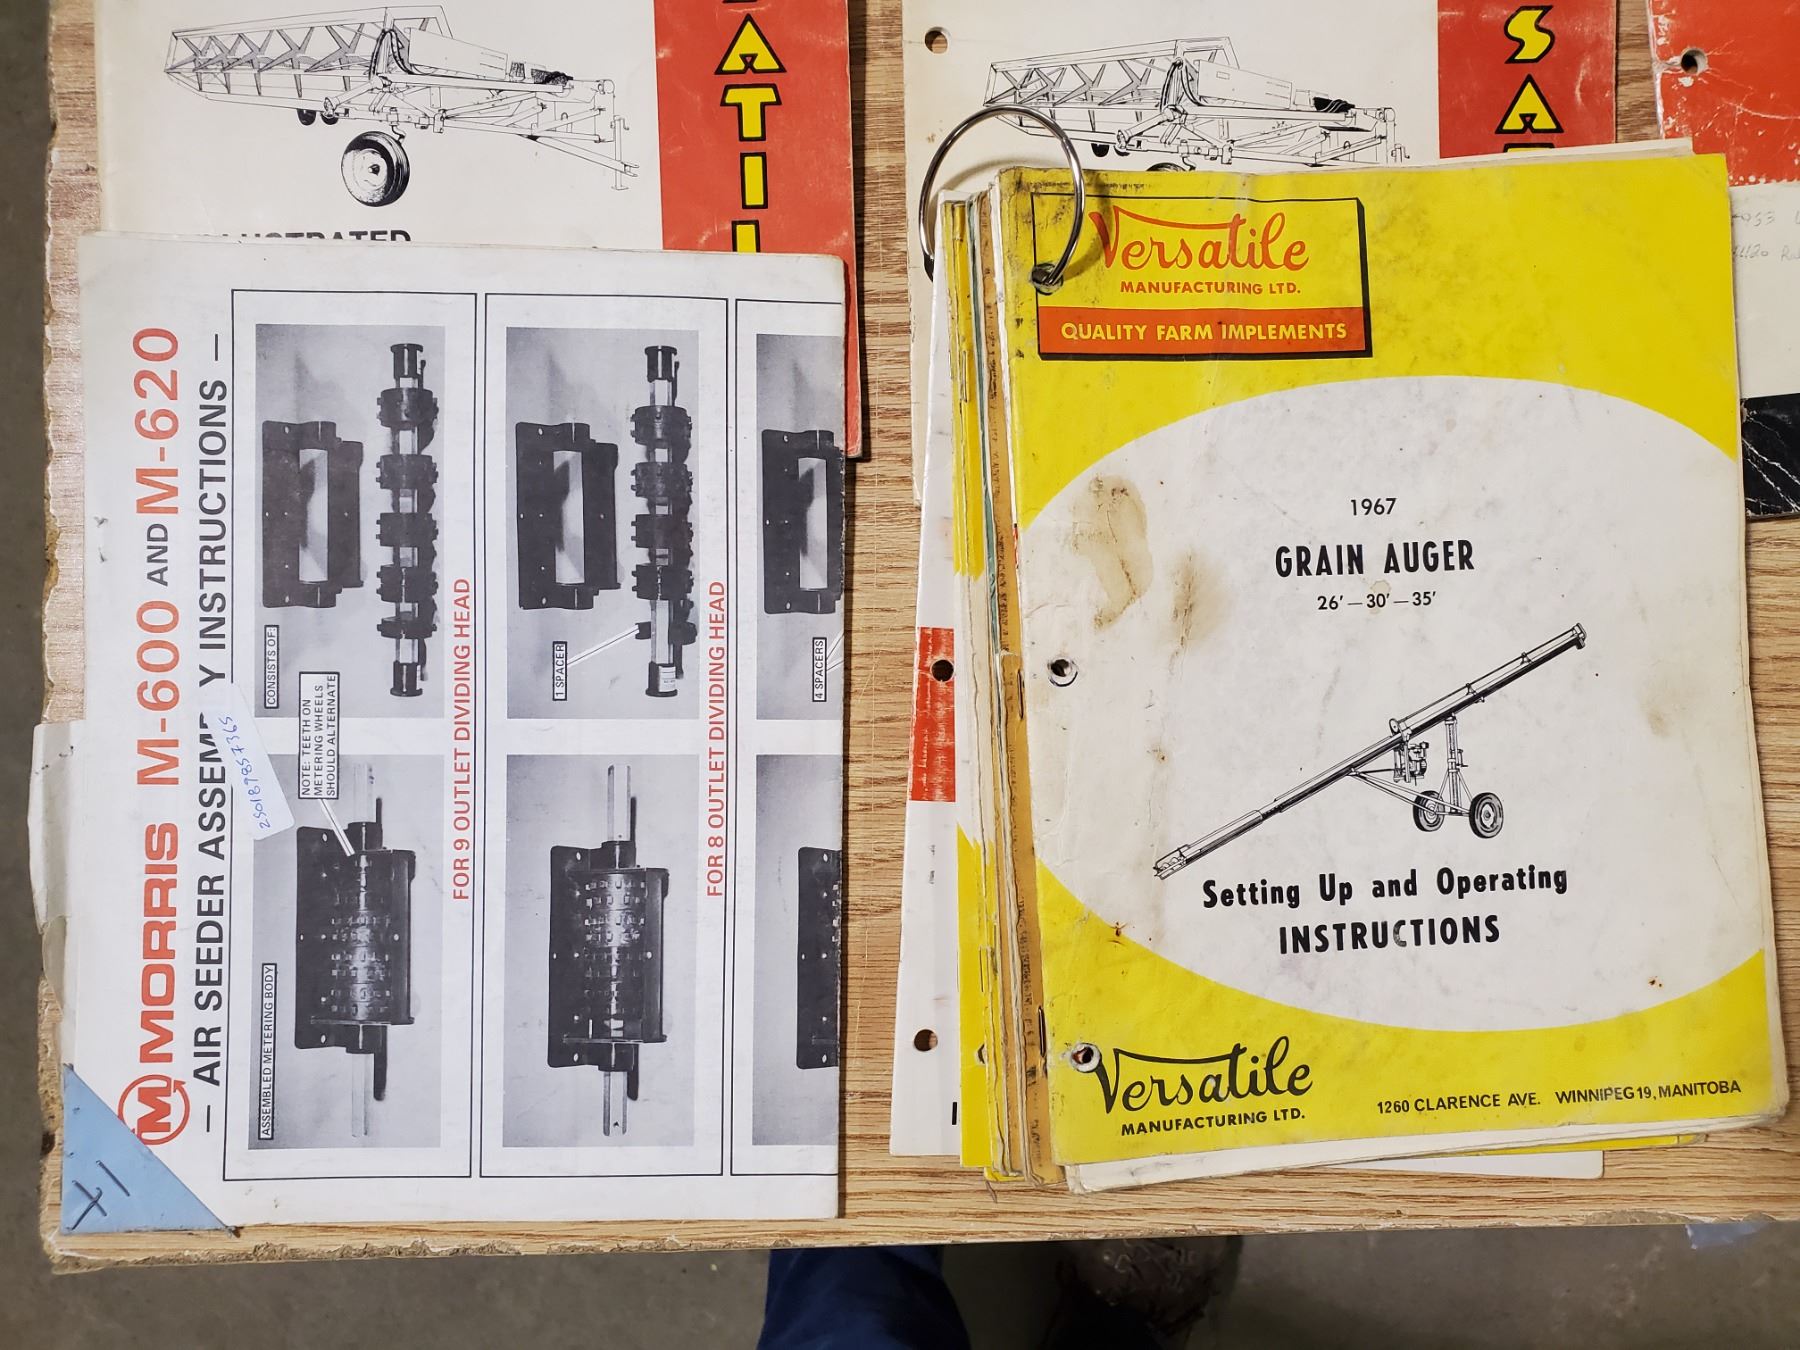 ATIL
ILLUSTRATED
SA
MORRIS M-600 AND M-620
— AIR SEEDER ASSEMBLY INSTRUCTIONS —
CONSISTS OF:
NOTE: TEETH ON
METERING WHEELS
SHOULD ALTERNATE
ASSEMBLED METERING BODY
FOR 9 OUTLET DIVIDING HEAD
1 SPACER
FOR 8 OUTLET DIVIDING HEAD
4 SPACERS
Versatile
MANUFACTURING LTD.
QUALITY FARM IMPLEMENTS
1967
GRAIN AUGER
26' — 30' — 35'
Setting Up and Operating
INSTRUCTIONS
Versatile
MANUFACTURING LTD.
1260 CLARENCE AVE. WINNIPEG 19, MANITOBA